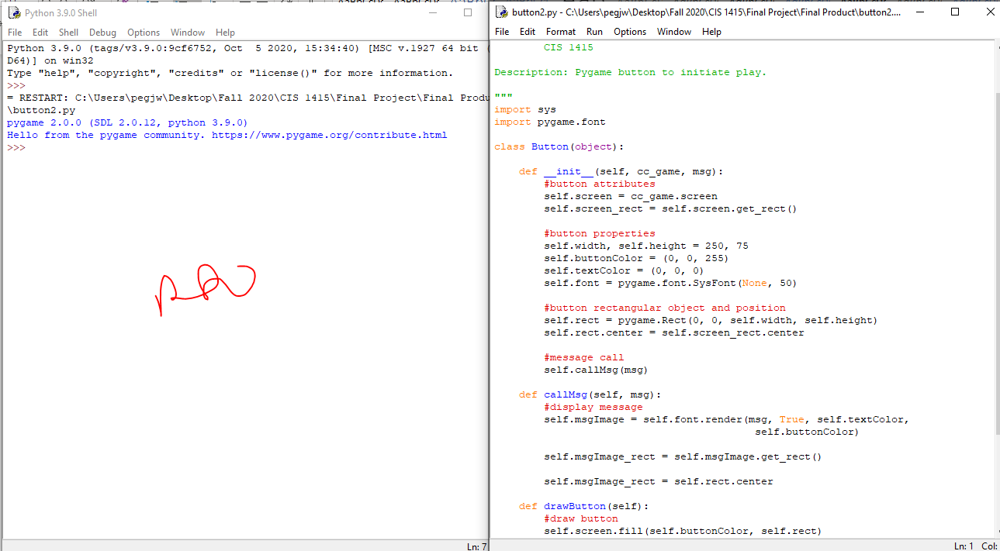 Python 3.9.0 Shell
File Edit Shell Debug Options Window Help
Python 3.9.0 (tags/v3.9.0:9cf6752, Oct  5 2020, 15:34:40) [MSC v.1927 64 bit (
D64)] on win32
Type "help", "copyright", "credits" or "license()" for more information.
>>>
= RESTART: C:\Users\pegjw\Desktop\Fall 2020\CIS 1415\Final Project\Final Produ
\button2.py
pygame 2.0.0 (SDL 2.0.12, python 3.9.0)
Hello from the pygame community. https://www.pygame.org/contribute.html
>>>
Ln: 7
button2.py - C:\Users\pegjw\Desktop\Fall 2020\CIS 1415\Final Project\Final Product\button2....
File Edit Format Run Options Window Help
CIS 1415
Description: Pygame button to initiate play.
"""
import sys
import pygame.font
class Button(object):
    def __init__(self, cc_game, msg):
        #button attributes
        self.screen = cc_game.screen
        self.screen_rect = self.screen.get_rect()
        #button properties
        self.width, self.height = 250, 75
        self.buttonColor = (0, 0, 255)
        self.textColor = (0, 0, 0)
        self.font = pygame.font.SysFont(None, 50)
        #button rectangular object and position
        self.rect = pygame.Rect(0, 0, self.width, self.height)
        self.rect.center = self.screen_rect.center
        #message call
        self.callMsg(msg)
    def callMsg(self, msg):
        #display message
        self.msgImage = self.font.render(msg, True, self.textColor,
                                          self.buttonColor)
        self.msgImage_rect = self.msgImage.get_rect()
        self.msgImage_rect = self.rect.center
    def drawButton(self):
        #draw button
        self.screen.fill(self.buttonColor, self.rect)
Ln: 1 Col: